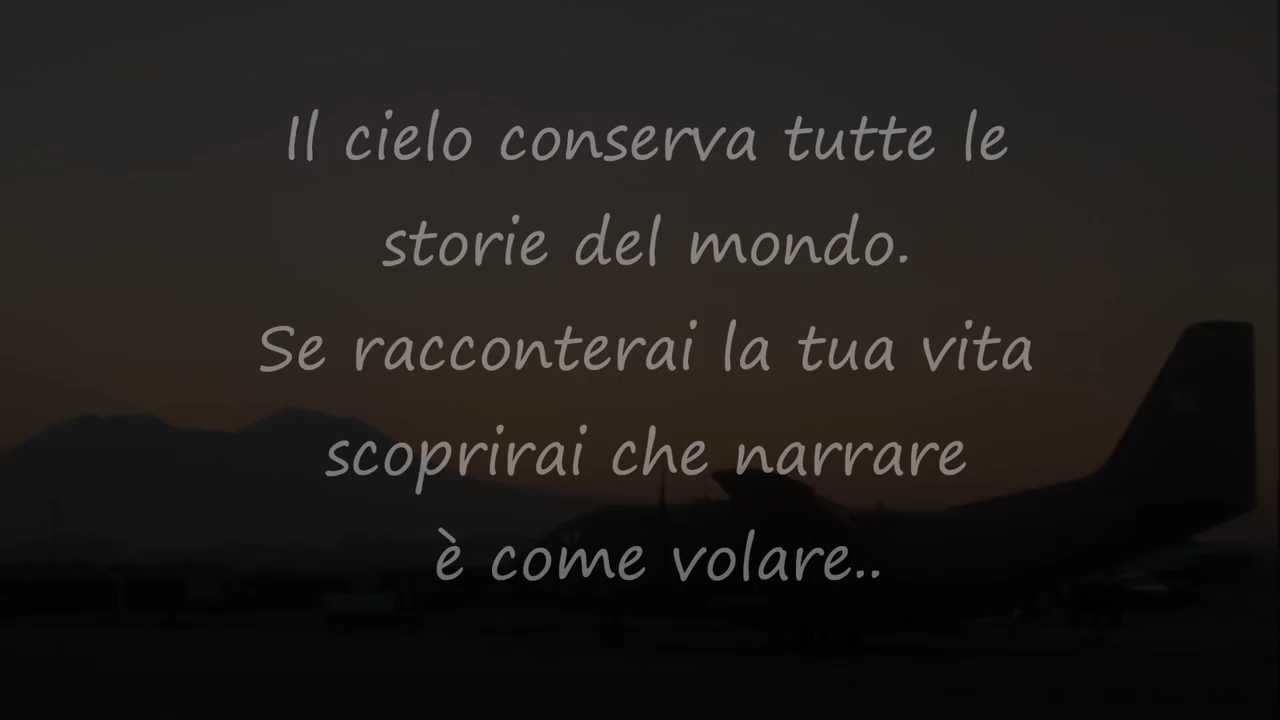 Il cielo conserva tutte le
storie del mondo.
Se racconterai la tua vita
scoprirai che narrare
è come volare..